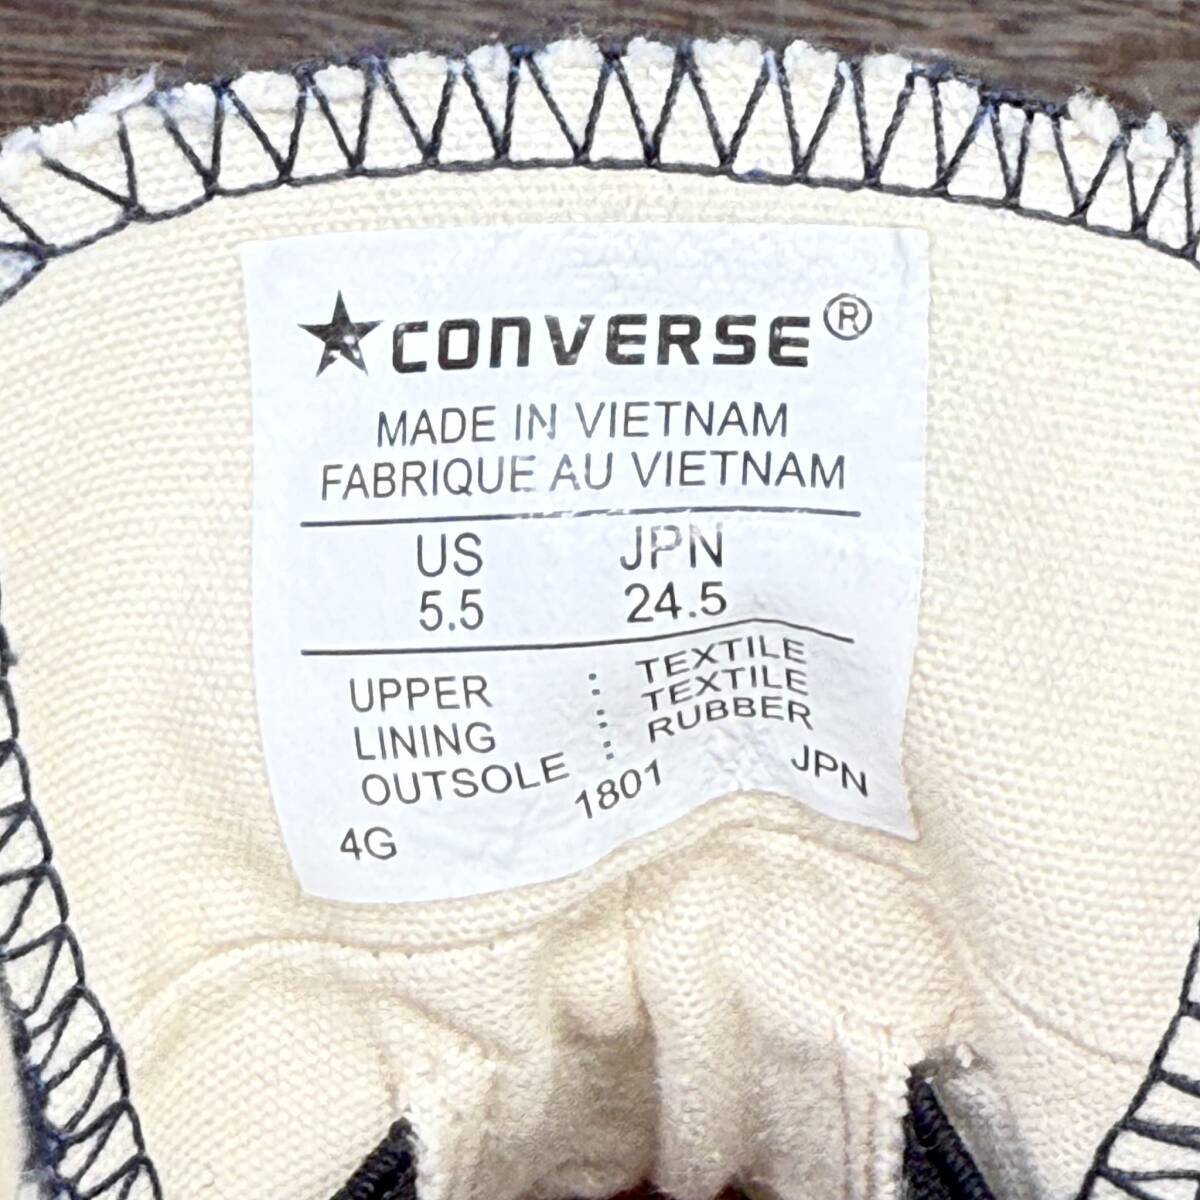 ★CONVERSE®
MADE IN VIETNAM
FABRIQUE AU VIETNAM
US JPN
5.5 24.5
UPPER : TEXTILE
LINING : TEXTILE
OUTSOLE : RUBBER
4G 1801 JPN